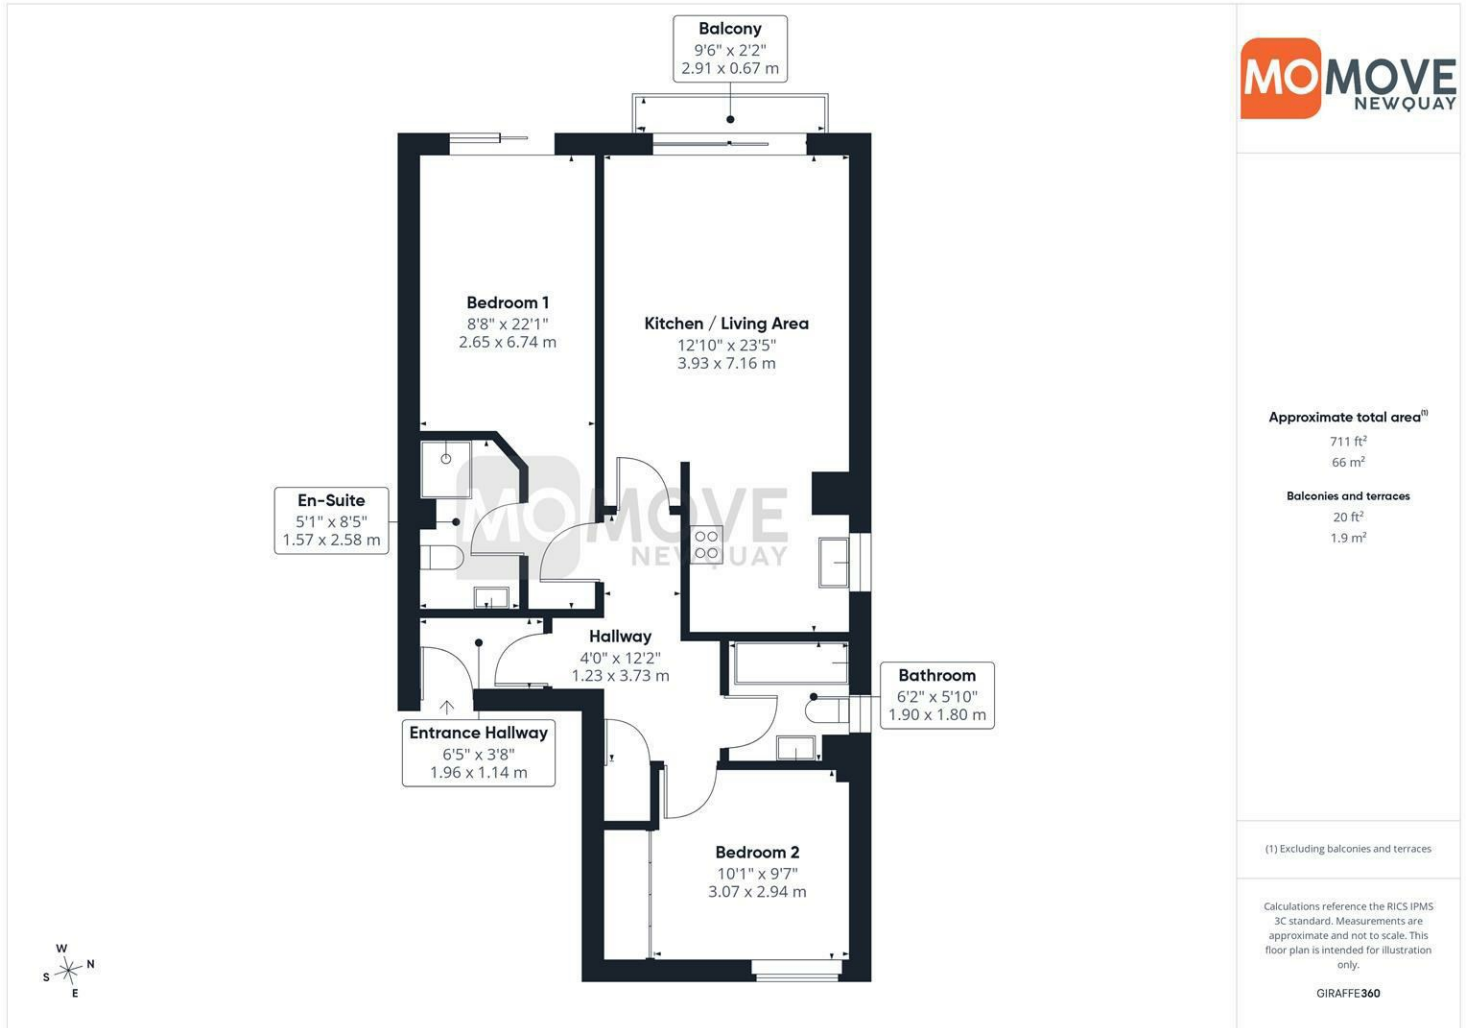 Balcony
9'6" x 2'2"
2.91 x 0.67 m
MOMOVE
NEWQUAY
Bedroom 1
8'8" x 22'1"
2.65 x 6.74 m
Kitchen / Living Area
12'10" x 23'5"
3.93 x 7.16 m
Approximate total area(1)
711 ft²
66 m²
Balconies and terraces
20 ft²
1.9 m²
En-Suite
5'1" x 8'5"
1.57 x 2.58 m
MOMOVE
NEWQUAY
Hallway
4'0" x 12'2"
1.23 x 3.73 m
Bathroom
6'2" x 5'10"
1.90 x 1.80 m
Entrance Hallway
6'5" x 3'8"
1.96 x 1.14 m
Bedroom 2
10'1" x 9'7"
3.07 x 2.94 m
(1) Excluding balconies and terraces
Calculations reference the RICS IPMS
3C standard. Measurements are
approximate and not to scale. This
floor plan is intended for illustration
only.
GIRAFFE360
W
N
S
E